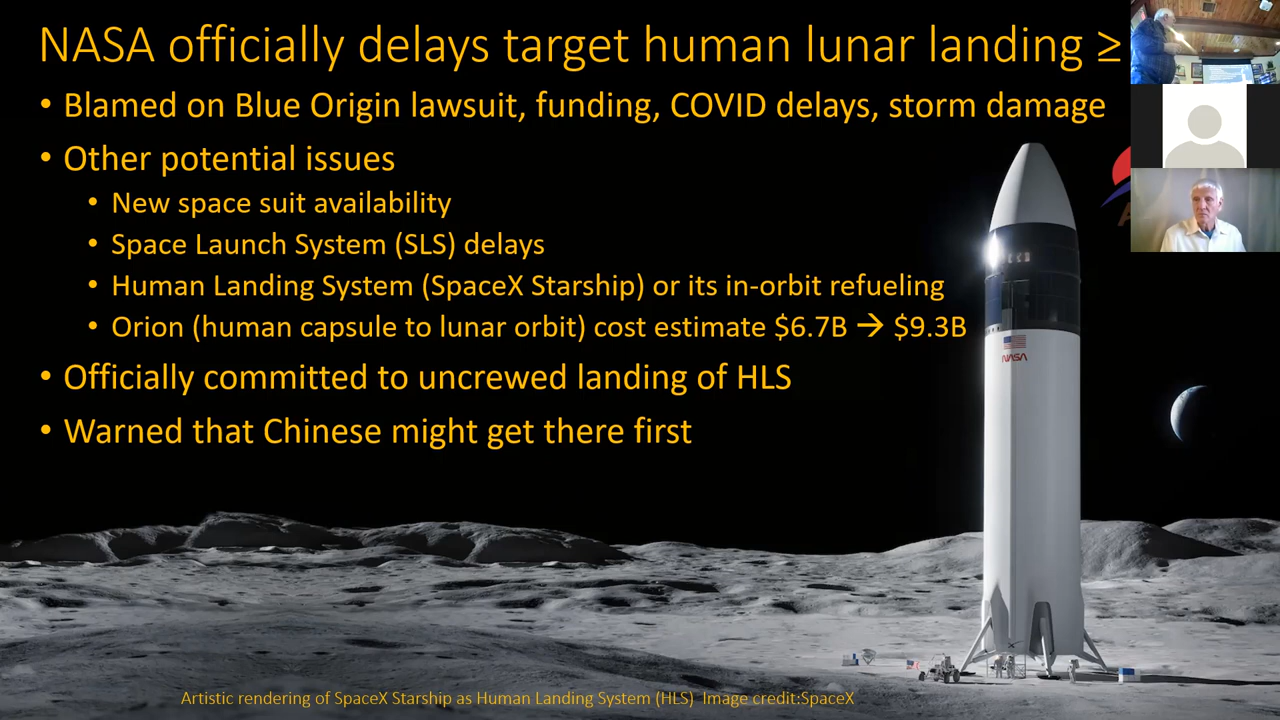 NASA officially delays target human lunar landing ≥
• Blamed on Blue Origin lawsuit, funding, COVID delays, storm damage
• Other potential issues
• New space suit availability
• Space Launch System (SLS) delays
• Human Landing System (SpaceX Starship) or its in-orbit refueling
• Orion (human capsule to lunar orbit) cost estimate $6.7B → $9.3B
• Officially committed to uncrewed landing of HLS
• Warned that Chinese might get there first
NASA
Artistic rendering of SpaceX Starship as Human Landing System (HLS) Image credit:SpaceX